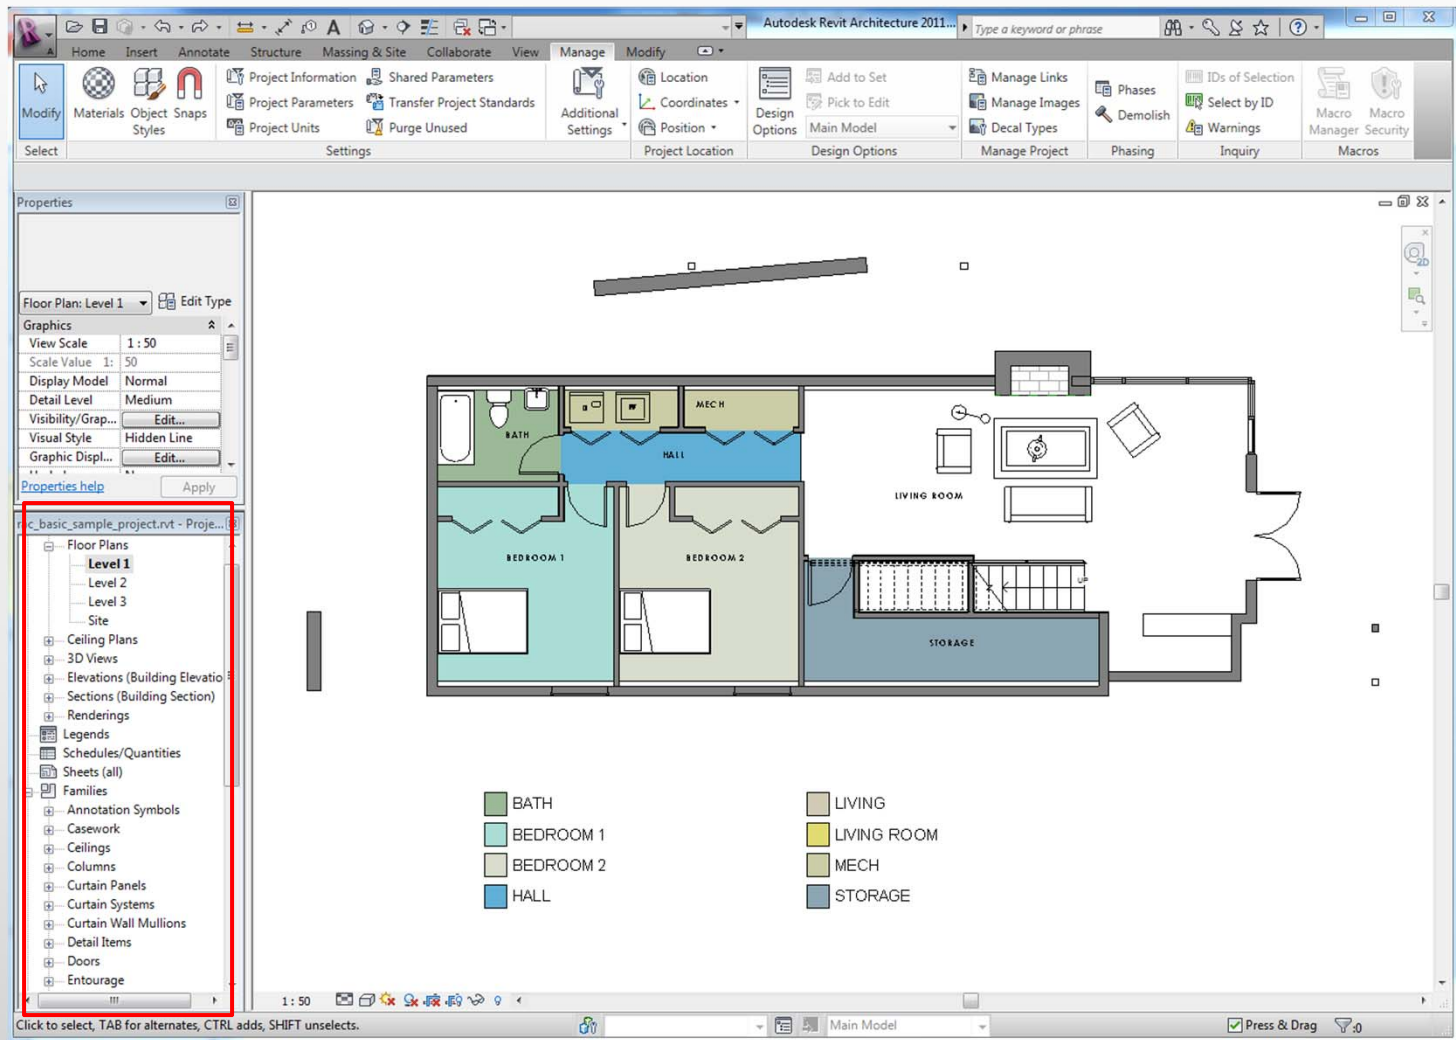 Autodesk Revit Architecture 2011...
Type a keyword or phrase
Home Insert Annotate Structure Massing & Site Collaborate View Manage Modify
Modify
Materials
Object Styles
Snaps
Project Information
Shared Parameters
Project Parameters
Transfer Project Standards
Project Units
Purge Unused
Additional Settings
Location
Coordinates
Position
Design Options
Add to Set
Pick to Edit
Main Model
Manage Links
Manage Images
Decal Types
Phases
Demolish
IDs of Selection
Select by ID
Warnings
Macro Manager
Macro Security
Select Settings Project Location Design Options Manage Project Phasing Inquiry Macros
Properties
Floor Plan: Level 1 Edit Type
Graphics
View Scale 1 : 50
Scale Value 1: 50
Display Model Normal
Detail Level Medium
Visibility/Grap... Edit...
Visual Style Hidden Line
Graphic Displ... Edit...
Properties help Apply
rac_basic_sample_project.rvt - Proje...
Floor Plans
Level 1
Level 2
Level 3
Site
Ceiling Plans
3D Views
Elevations (Building Elevatio
Sections (Building Section)
Renderings
Legends
Schedules/Quantities
Sheets (all)
Families
Annotation Symbols
Casework
Ceilings
Columns
Curtain Panels
Curtain Systems
Curtain Wall Mullions
Detail Items
Doors
Entourage
2D
MECH
BATH
HALL
LIVING ROOM
BEDROOM 1
BEDROOM 2
UP
STORAGE
BATH
BEDROOM 1
BEDROOM 2
HALL
LIVING
LIVING ROOM
MECH
STORAGE
1 : 50
Click to select, TAB for alternates, CTRL adds, SHIFT unselects.
Main Model
Press & Drag
:0